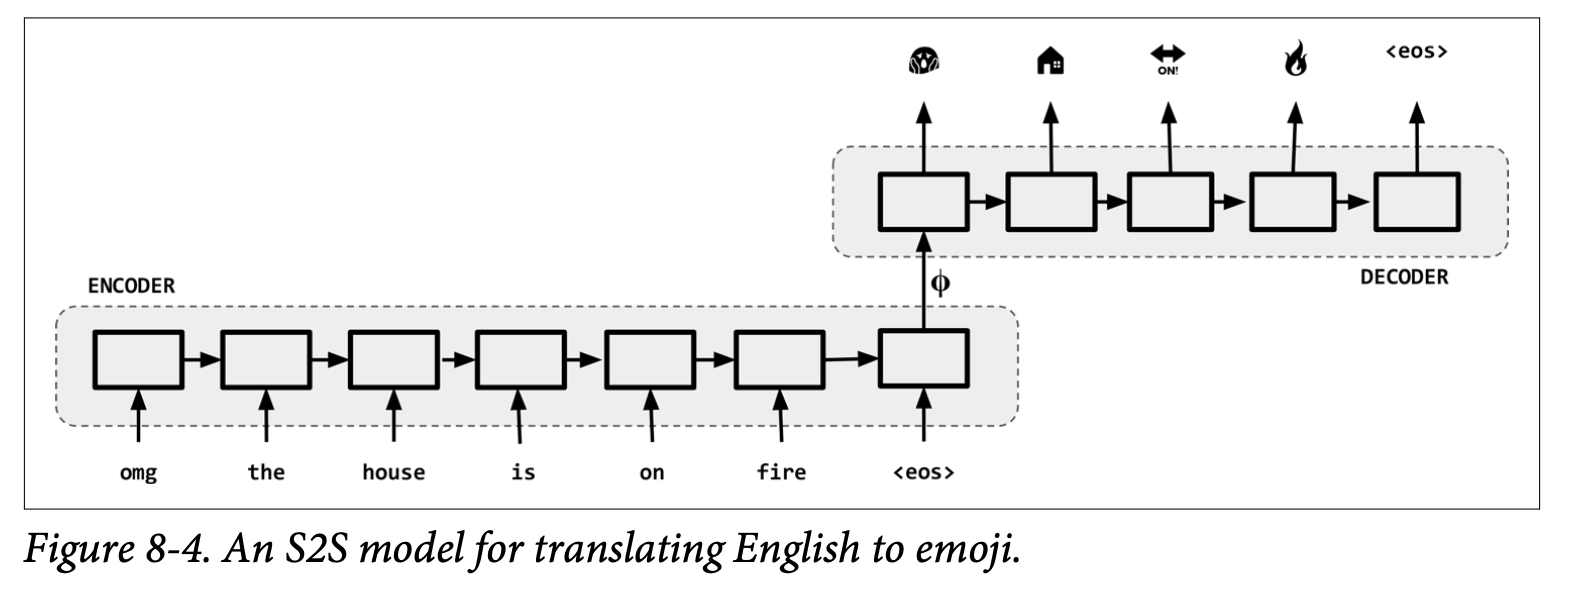 ON!
<eos>
ϕ
DECODER
ENCODER
omg the house is on fire <eos>
Figure 8-4. An S2S model for translating English to emoji.